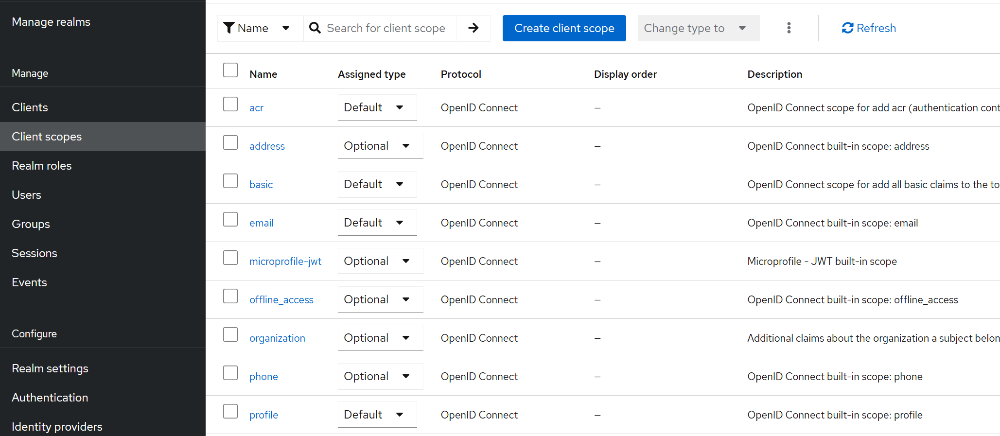 Manage realms
Manage
Clients
Client scopes
Realm roles
Users
Groups
Sessions
Events
Configure
Realm settings
Authentication
Identity providers
Name Search for client scope Create client scope Change type to Refresh
Name Assigned type Protocol Display order Description
acr Default OpenID Connect – OpenID Connect scope for add acr (authentication cont
address Optional OpenID Connect – OpenID Connect built-in scope: address
basic Default OpenID Connect – OpenID Connect scope for add all basic claims to the to
email Default OpenID Connect – OpenID Connect built-in scope: email
microprofile-jwt Optional OpenID Connect – Microprofile - JWT built-in scope
offline_access Optional OpenID Connect – OpenID Connect built-in scope: offline_access
organization Optional OpenID Connect – Additional claims about the organization a subject belon
phone Optional OpenID Connect – OpenID Connect built-in scope: phone
profile Default OpenID Connect – OpenID Connect built-in scope: profile